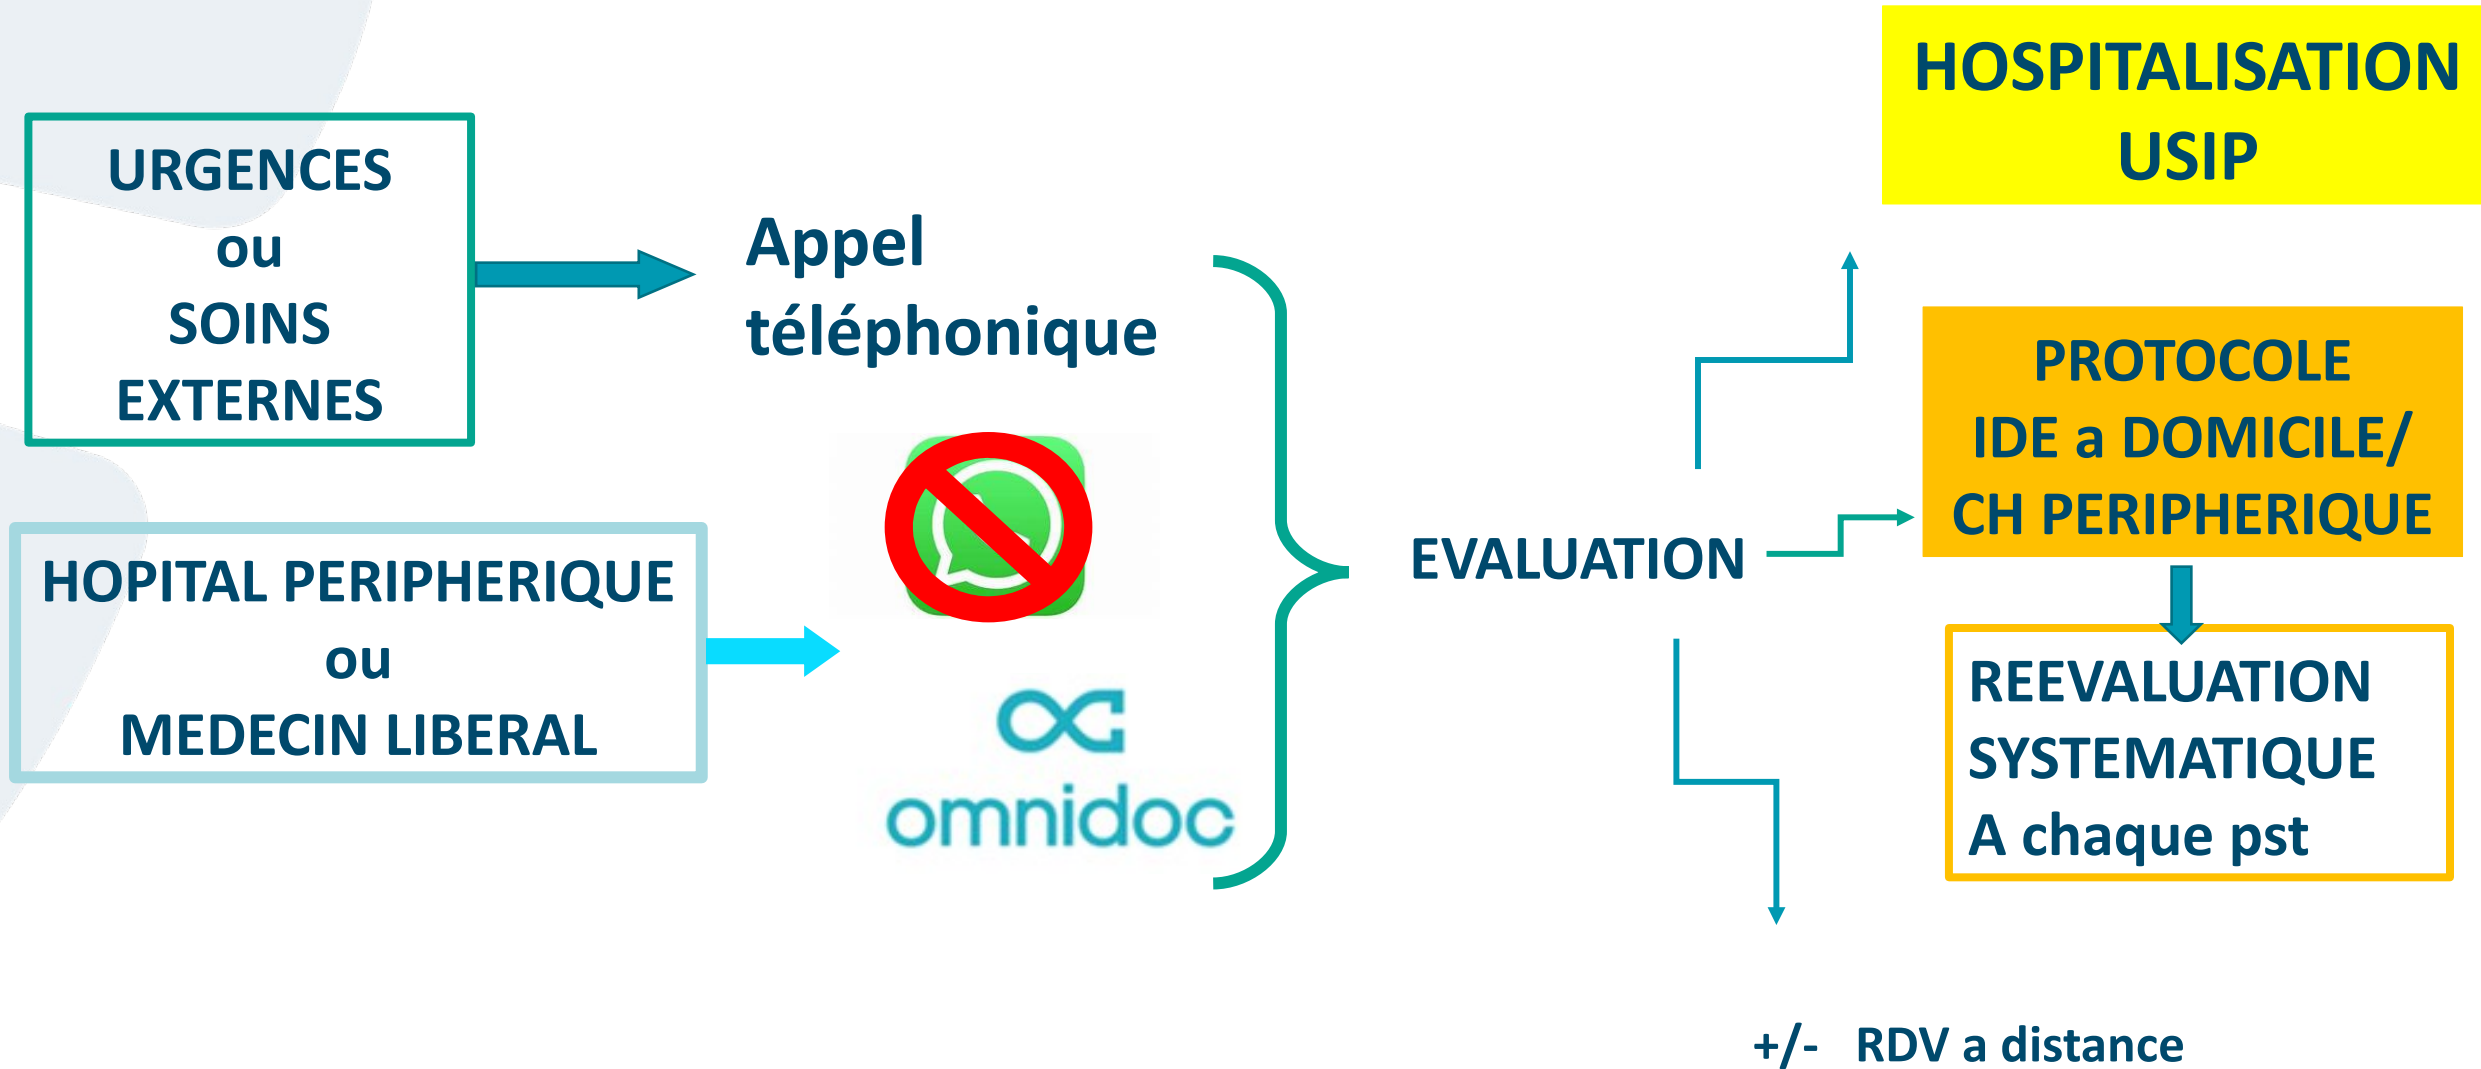 URGENCES
ou
SOINS
EXTERNES
Appel
téléphonique
HOPITAL PERIPHERIQUE
ou
MEDECIN LIBERAL
omnidoc
EVALUATION
HOSPITALISATION
USIP
PROTOCOLE
IDE a DOMICILE/
CH PERIPHERIQUE
REEVALUATION
SYSTEMATIQUE
A chaque pst
+/- RDV a distance